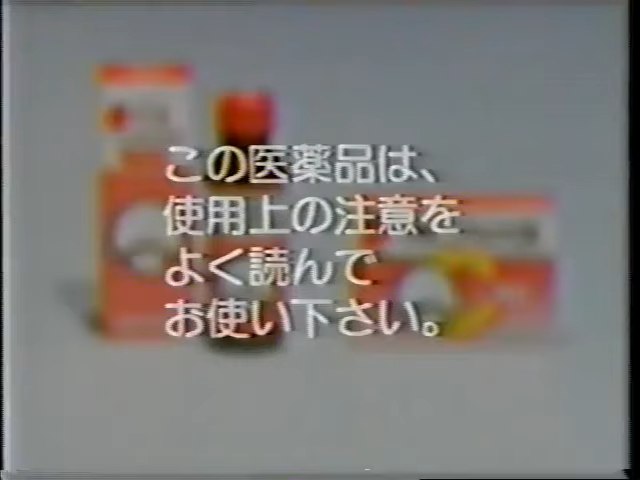 この医薬品は、
使用上の注意を
よく読んで
お使い下さい。